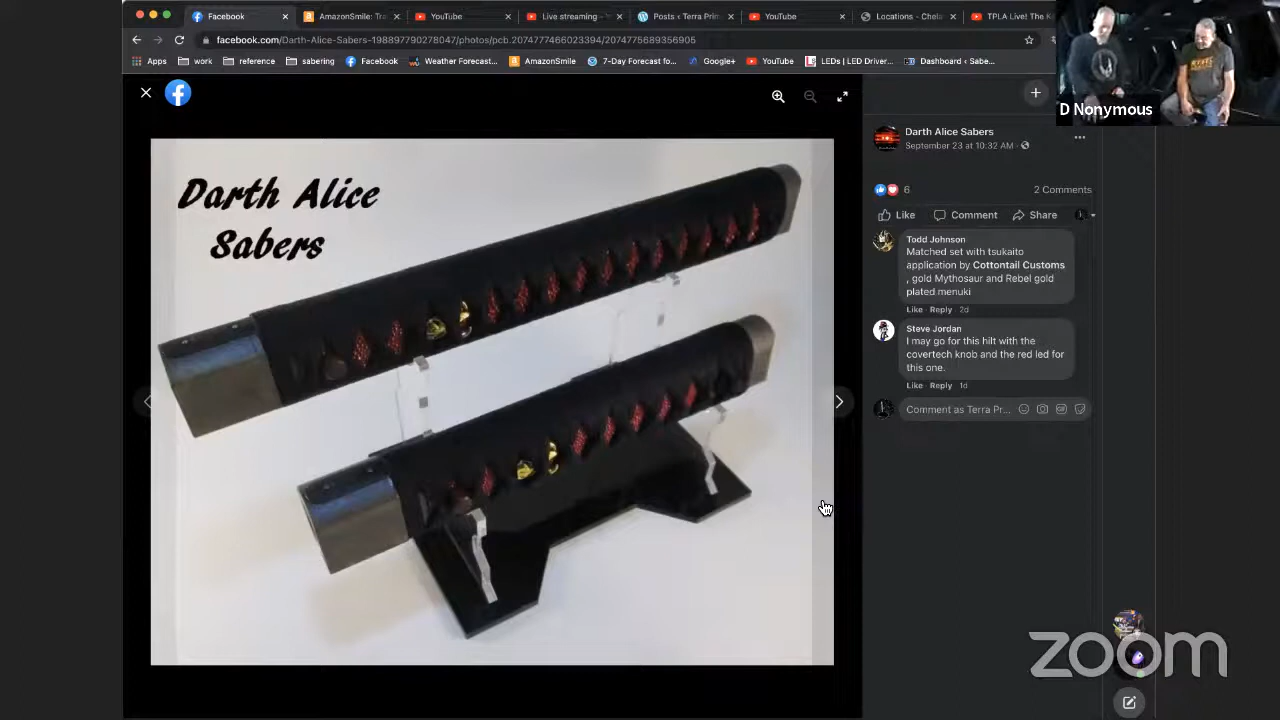 Facebook
AmazonSmile: Tra
YouTube
Live streaming –
Posts ‹ Terra Prim
YouTube
Locations - Chela
TPLA Live! The K
facebook.com/Darth-Alice-Sabers-198897790278047/photos/pcb.2074777466023394/2074775689356905
Apps
work
reference
sabering
Facebook
Weather Forecast...
AmazonSmile
7-Day Forecast fo...
Google+
YouTube
LEDs | LED Driver...
Dashboard ‹ Sabe...
D Nonymous
Darth Alice
Sabers
Darth Alice Sabers
September 23 at 10:32 AM ·
6
2 Comments
Like
Comment
Share
Todd Johnson
Matched set with tsukaito
application by Cottontail Customs
, gold Mythosaur and Rebel gold
plated menuki
Like · Reply · 2d
Steve Jordan
I may go for this hilt with the
covertech knob and the red led for
this one.
Like · Reply · 1d
Comment as Terra Pr...
zoom